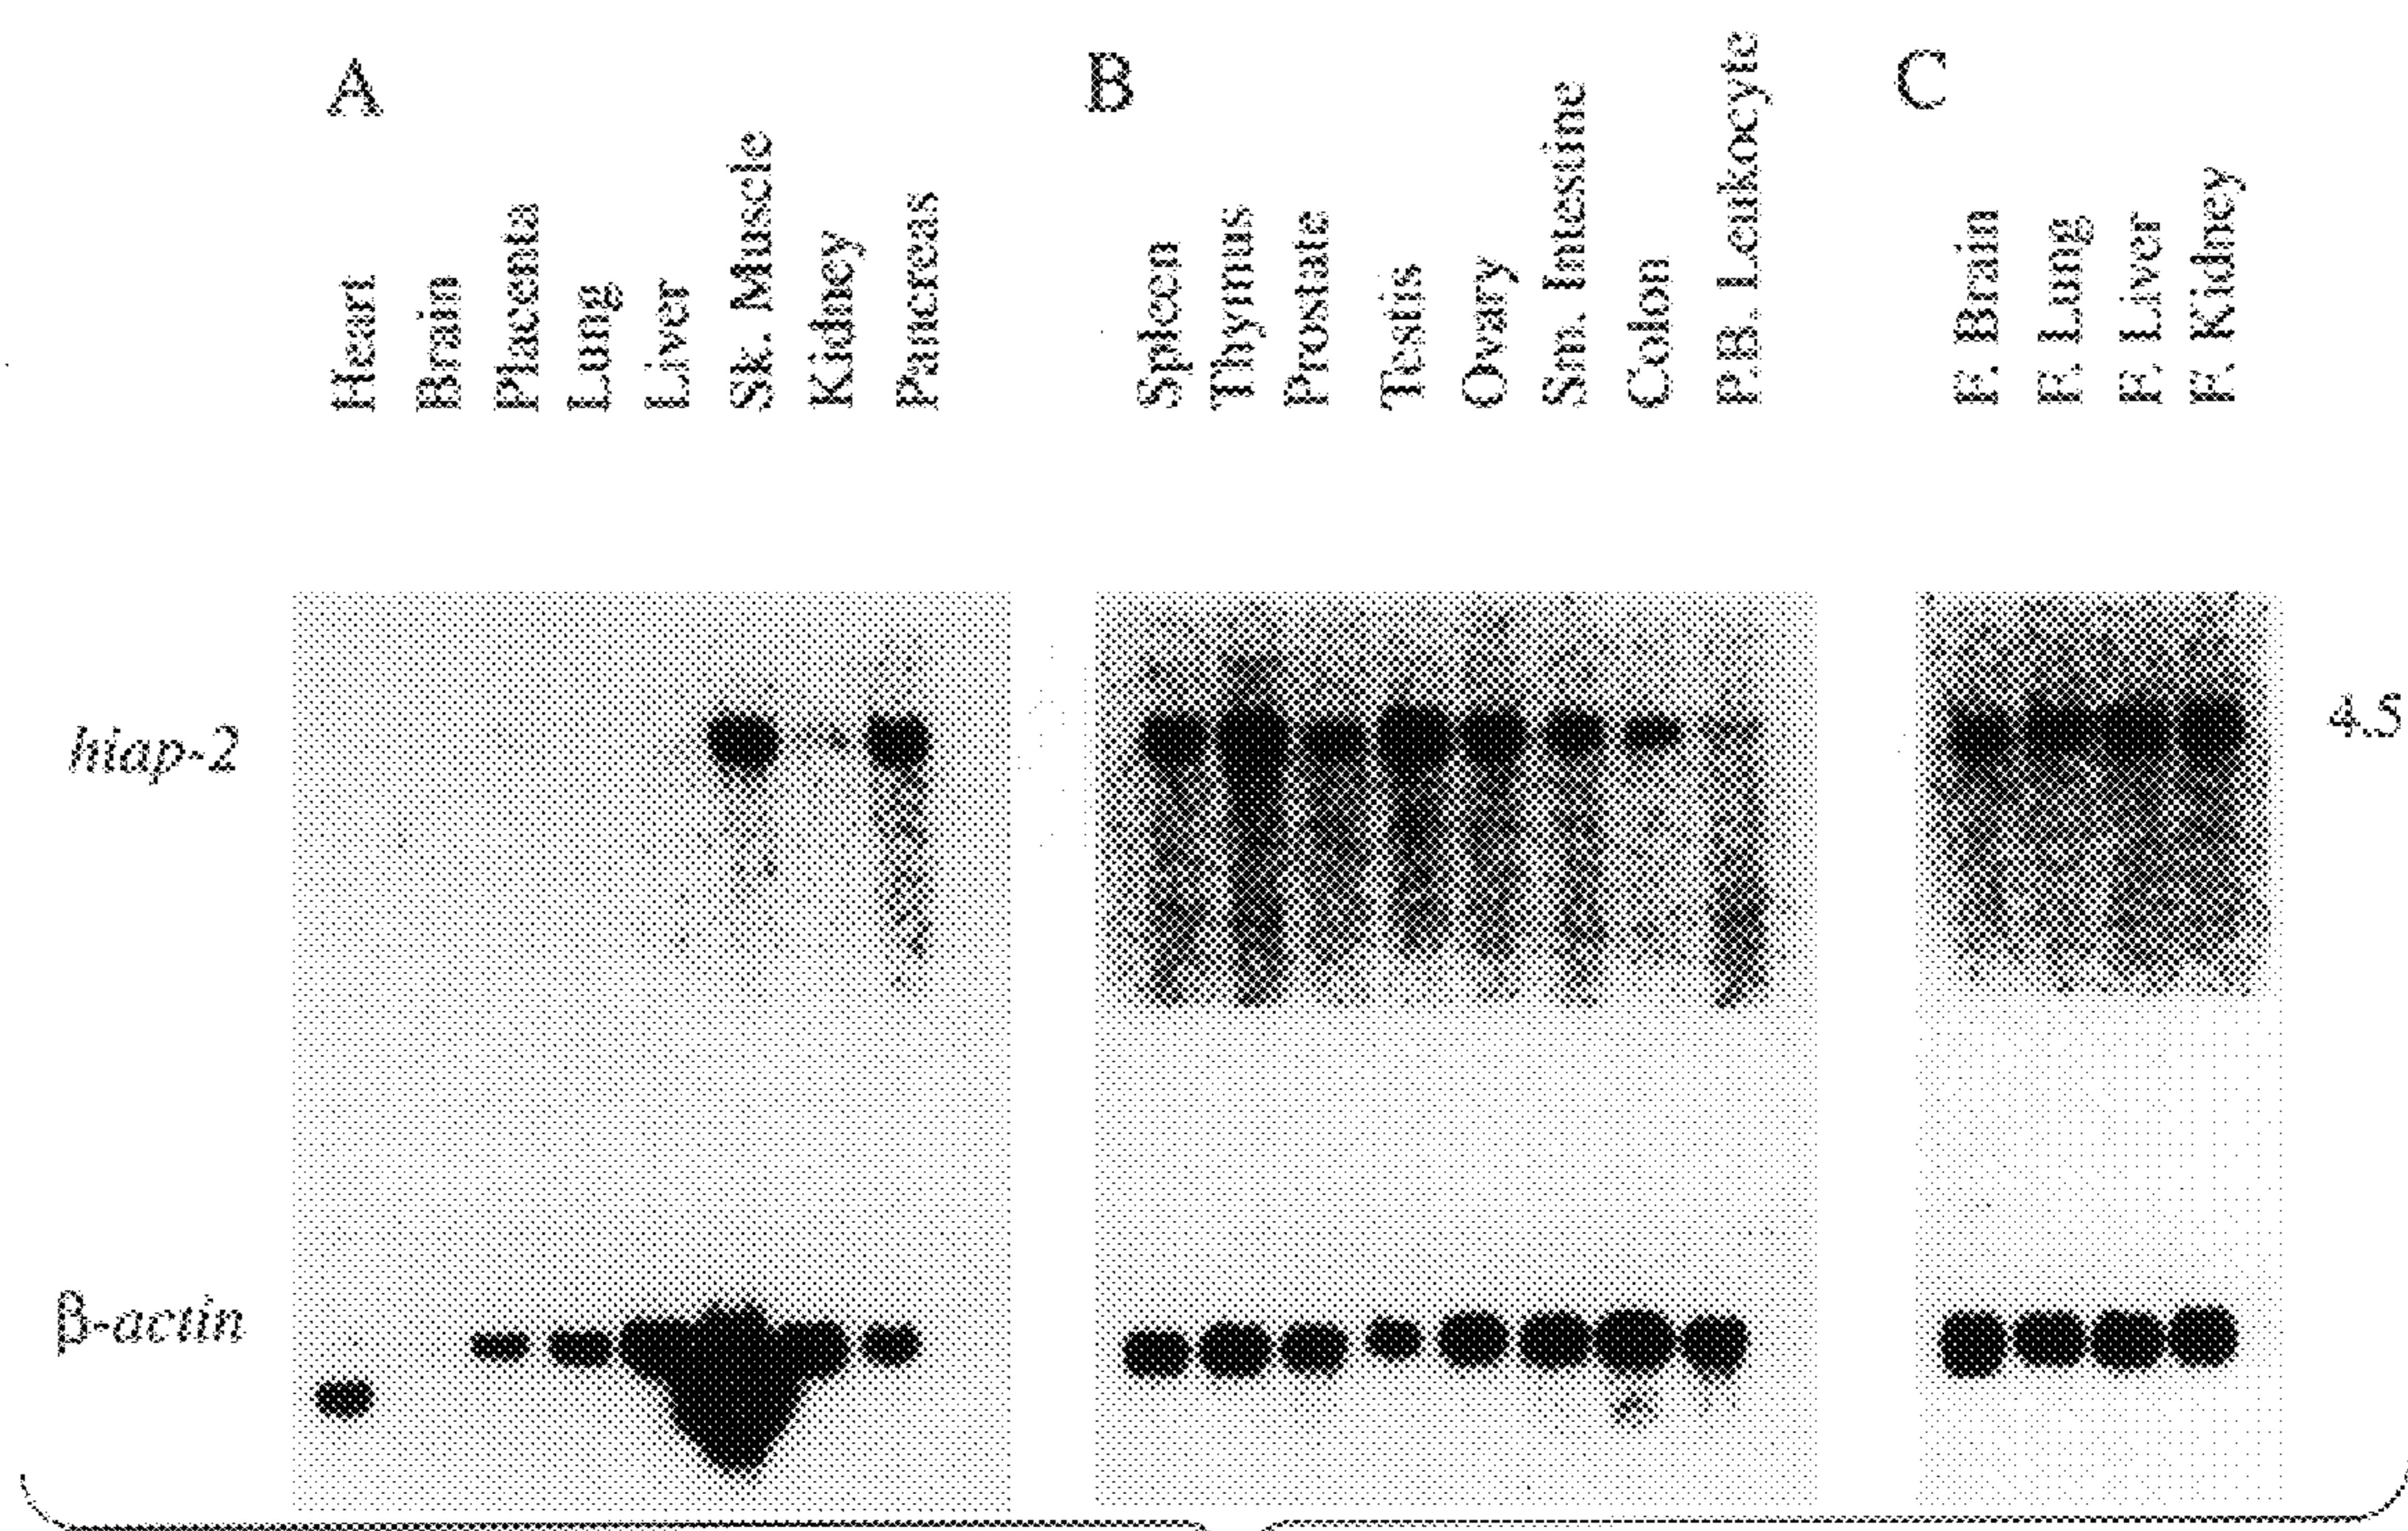 A
B
C
Heart
Brain
Placenta
Lung
Liver
Sk. Muscle
Kidney
Pancreas
Spleen
Thymus
Prostate
Testis
Ovary
Sm. Intestine
Colon
P.B. Leukocyte
F. Brain
F. Lung
F. Liver
F. Kidney
hiap-2
4.5
β-actin